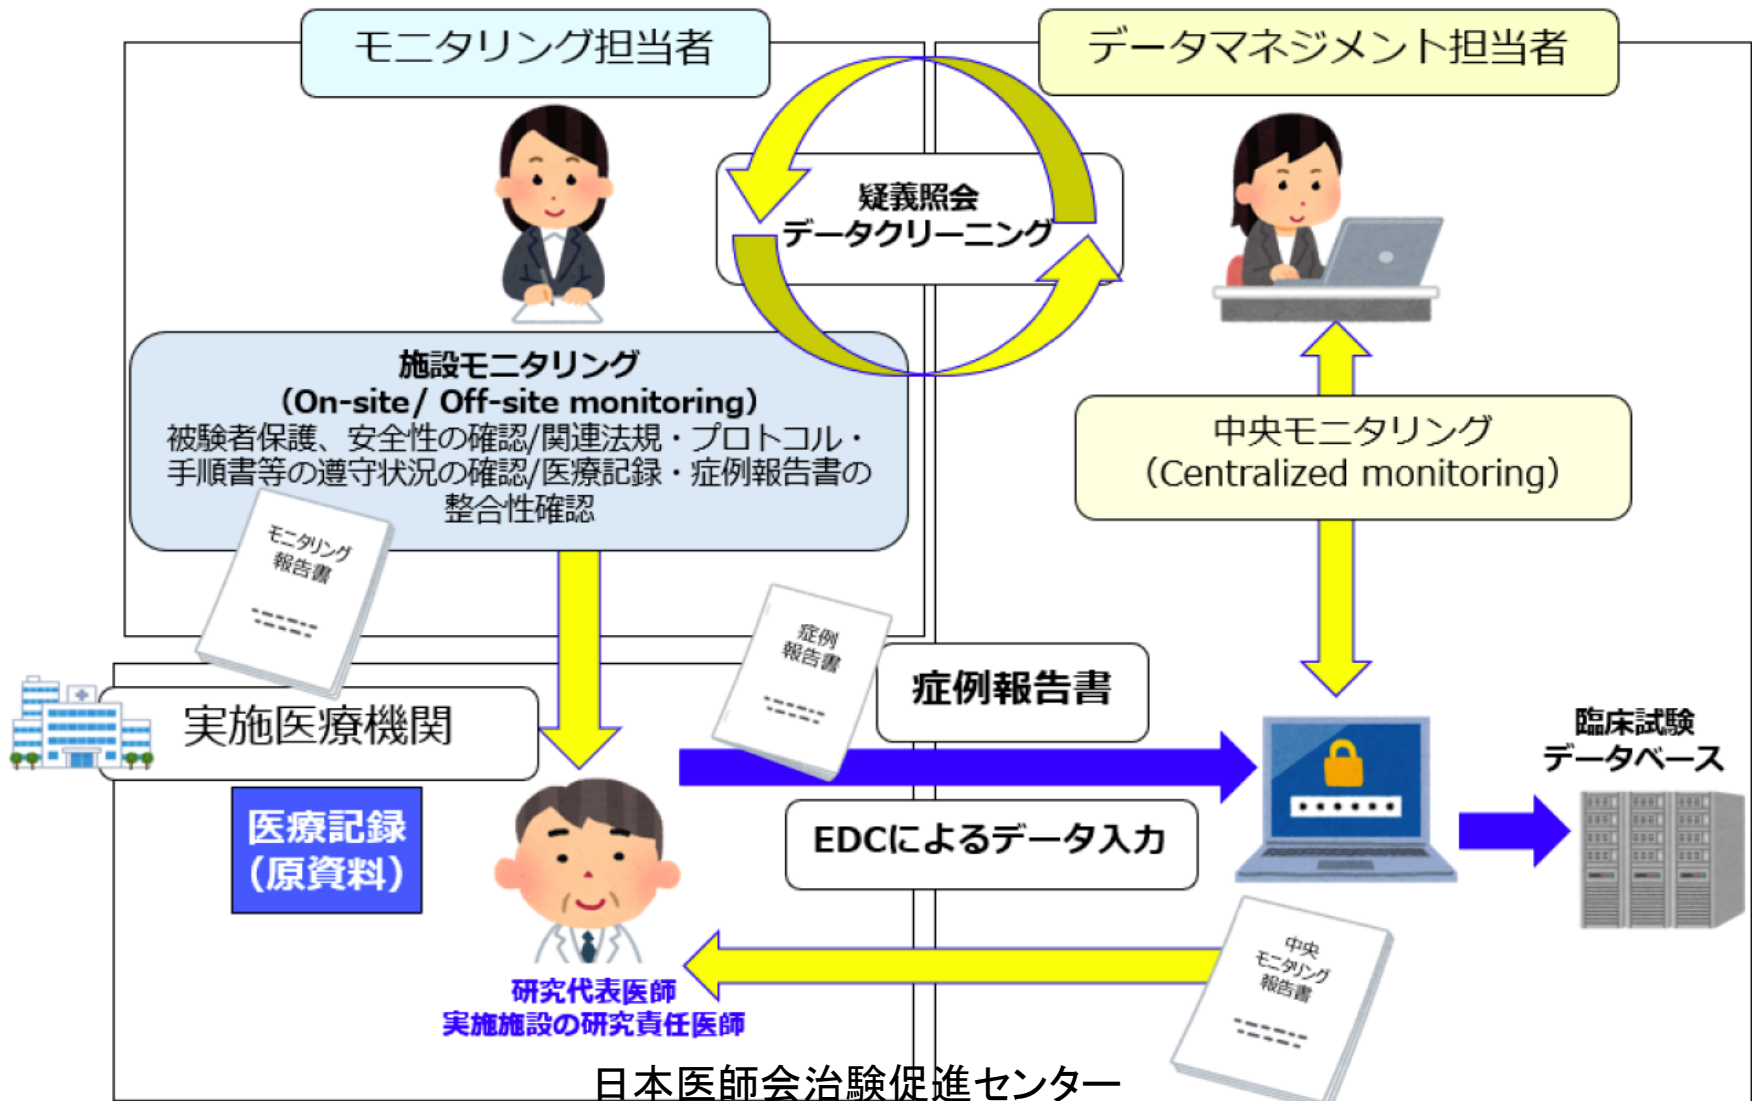 モニタリング担当者
データマネジメント担当者
疑義照会
データクリーニング
施設モニタリング
（On-site/ Off-site monitoring）
被験者保護、安全性の確認/関連法規・プロトコル・
手順書等の遵守状況の確認/医療記録・症例報告書の
整合性確認
中央モニタリング
（Centralized monitoring）
モニタリング
報告書
症例
報告書
症例報告書
実施医療機関
臨床試験
データベース
医療記録
（原資料）
EDCによるデータ入力
研究代表医師
実施施設の研究責任医師
中央
モニタリング
報告書
日本医師会治験促進センター